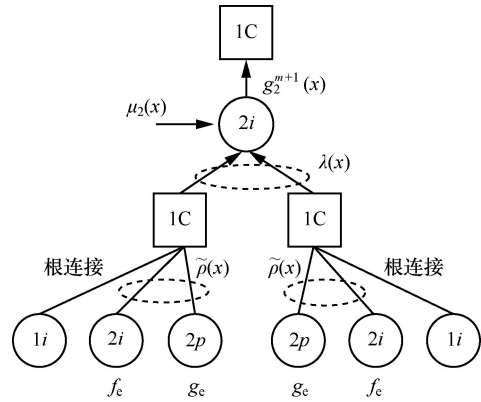 1C
g₂ᵐ⁺¹(x)
μ₂(x)
2i
λ(x)
1C 1C
根连接 ρ̃(x) ρ̃(x) 根连接
1i 2i 2p 2p 2i 1i
fₑ gₑ gₑ fₑ